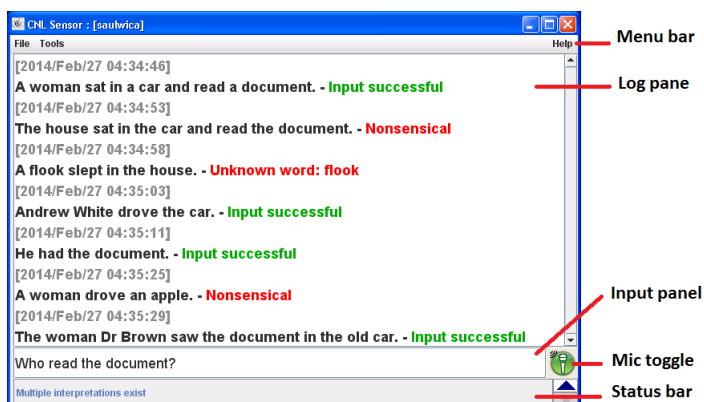 CNL Sensor : [saulwica]
File Tools Help
Menu bar
[2014/Feb/27 04:34:46]
A woman sat in a car and read a document. - Input successful
Log pane
[2014/Feb/27 04:34:53]
The house sat in the car and read the document. - Nonsensical
[2014/Feb/27 04:34:58]
A flook slept in the house. - Unknown word: flook
[2014/Feb/27 04:35:03]
Andrew White drove the car. - Input successful
[2014/Feb/27 04:35:11]
He had the document. - Input successful
[2014/Feb/27 04:35:25]
A woman drove an apple. - Nonsensical
Input panel
[2014/Feb/27 04:35:29]
The woman Dr Brown saw the document in the old car. - Input successful
Who read the document?
Mic toggle
Multiple interpretations exist
Status bar